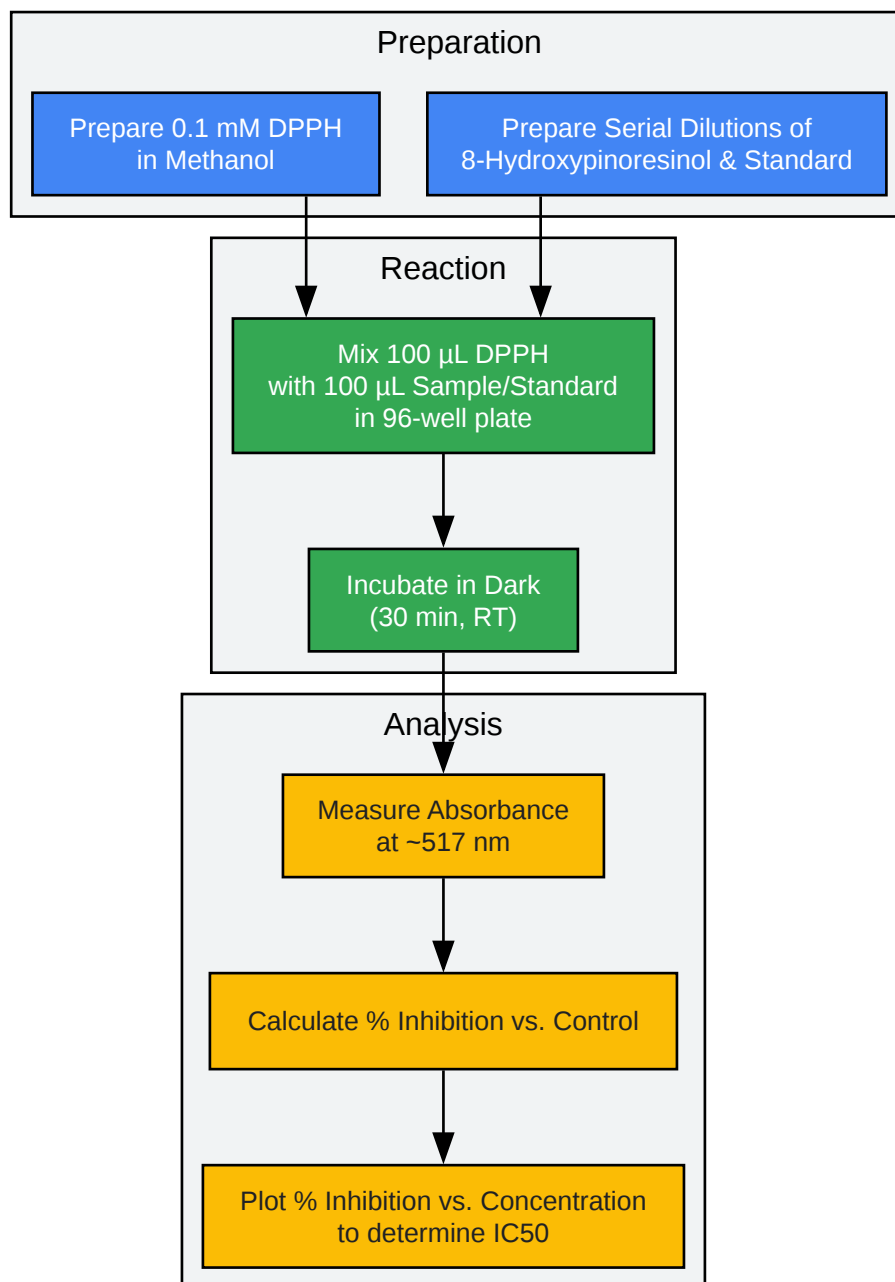 Preparation
Prepare 0.1 mM DPPH
in Methanol
Prepare Serial Dilutions of
8-Hydroxypinoresinol & Standard
Reaction
Mix 100 µL DPPH
with 100 µL Sample/Standard
in 96-well plate
Incubate in Dark
(30 min, RT)
Analysis
Measure Absorbance
at ~517 nm
Calculate % Inhibition vs. Control
Plot % Inhibition vs. Concentration
to determine IC50